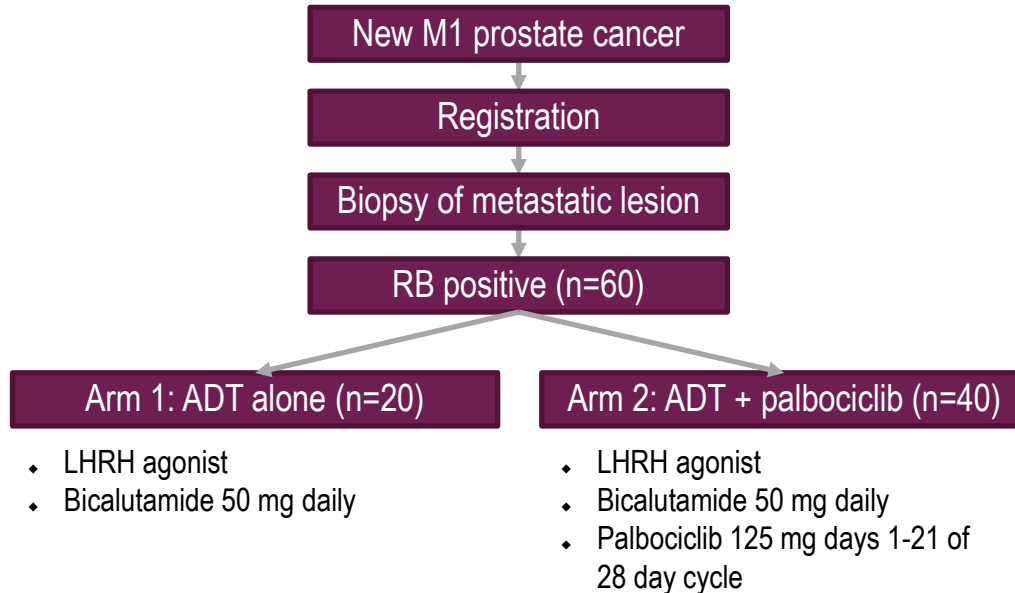 New M1 prostate cancer
Registration
Biopsy of metastatic lesion
RB positive (n=60)
Arm 1: ADT alone (n=20)
⬥ LHRH agonist
⬥ Bicalutamide 50 mg daily
Arm 2: ADT + palbociclib (n=40)
⬥ LHRH agonist
⬥ Bicalutamide 50 mg daily
⬥ Palbociclib 125 mg days 1-21 of
28 day cycle